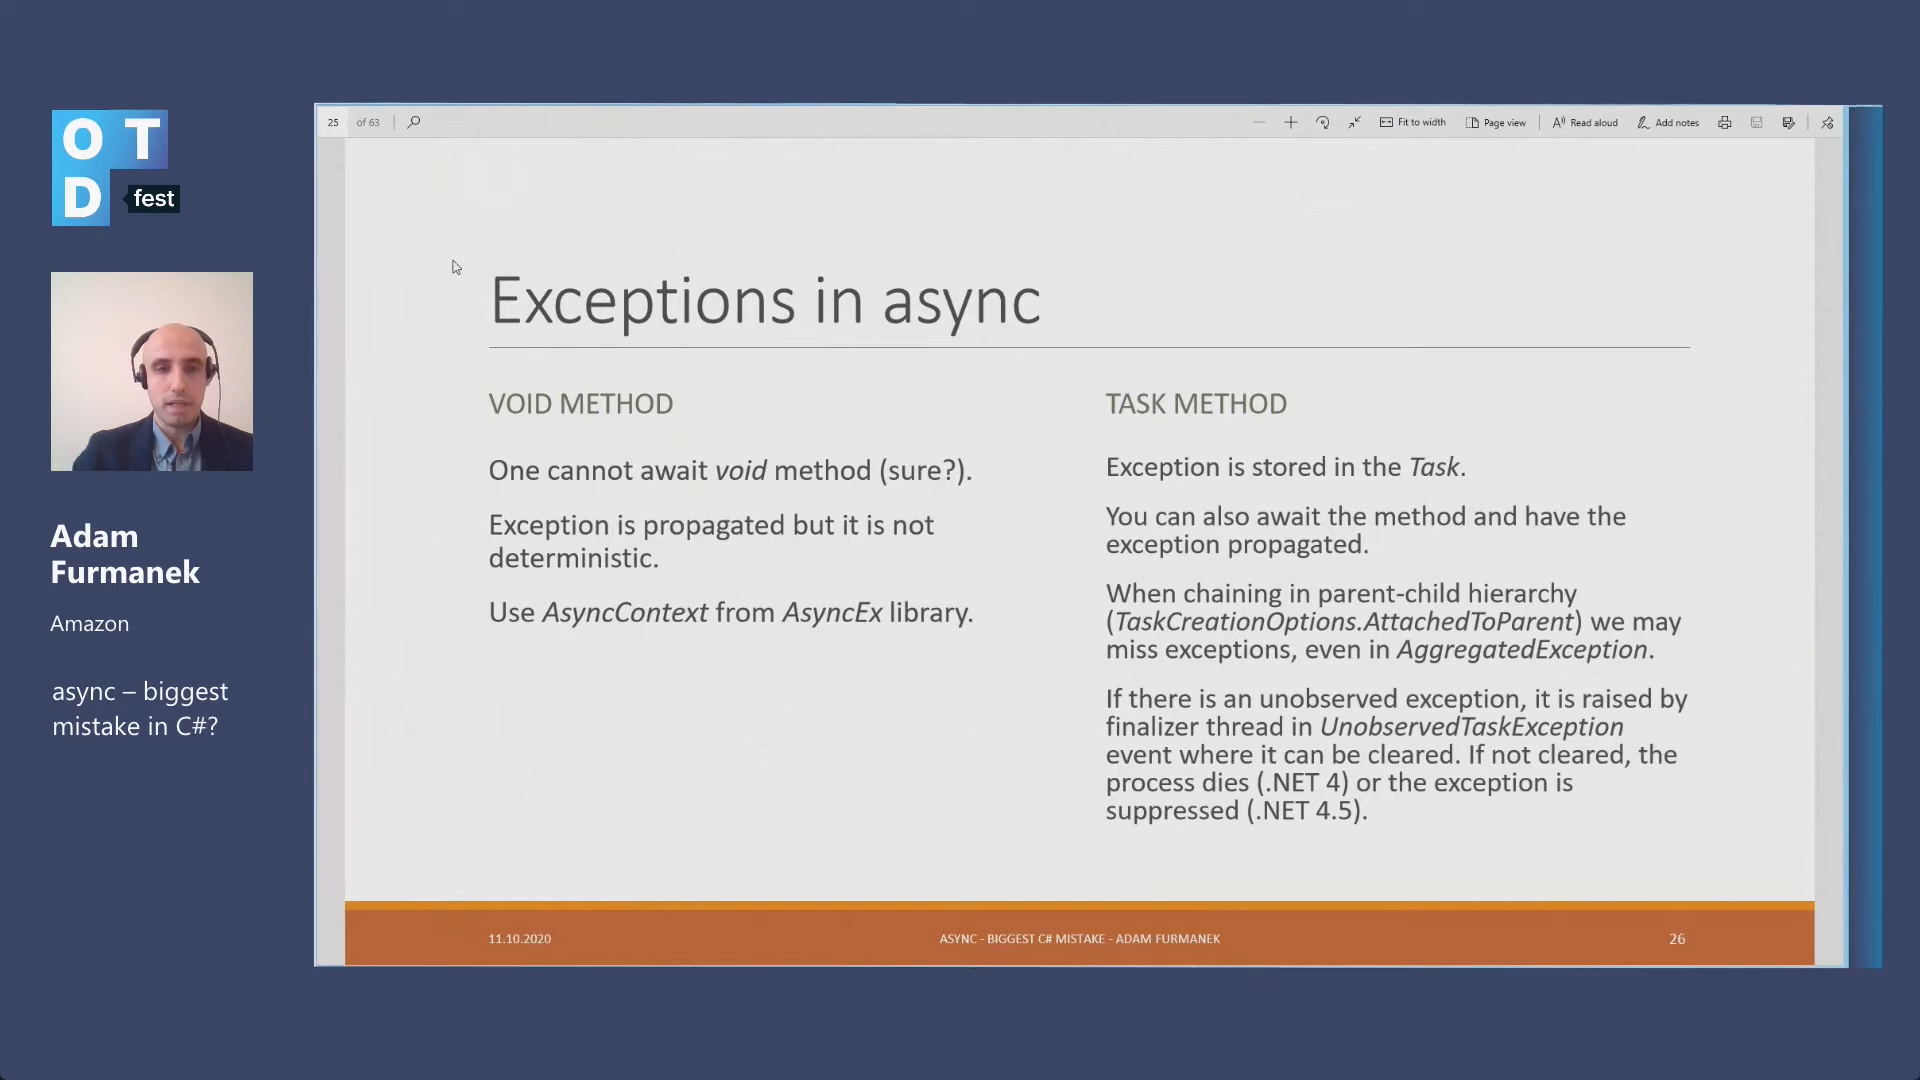 O T
D fest
Adam
Furmanek
Amazon
async – biggest
mistake in C#?
25 of 63
Fit to width
Page view
Read aloud
Add notes
Exceptions in async
VOID METHOD
One cannot await void method (sure?).
Exception is propagated but it is not
deterministic.
Use AsyncContext from AsyncEx library.
TASK METHOD
Exception is stored in the Task.
You can also await the method and have the
exception propagated.
When chaining in parent-child hierarchy
(TaskCreationOptions.AttachedToParent) we may
miss exceptions, even in AggregatedException.
If there is an unobserved exception, it is raised by
finalizer thread in UnobservedTaskException
event where it can be cleared. If not cleared, the
process dies (.NET 4) or the exception is
suppressed (.NET 4.5).
11.10.2020
ASYNC - BIGGEST C# MISTAKE - ADAM FURMANEK
26